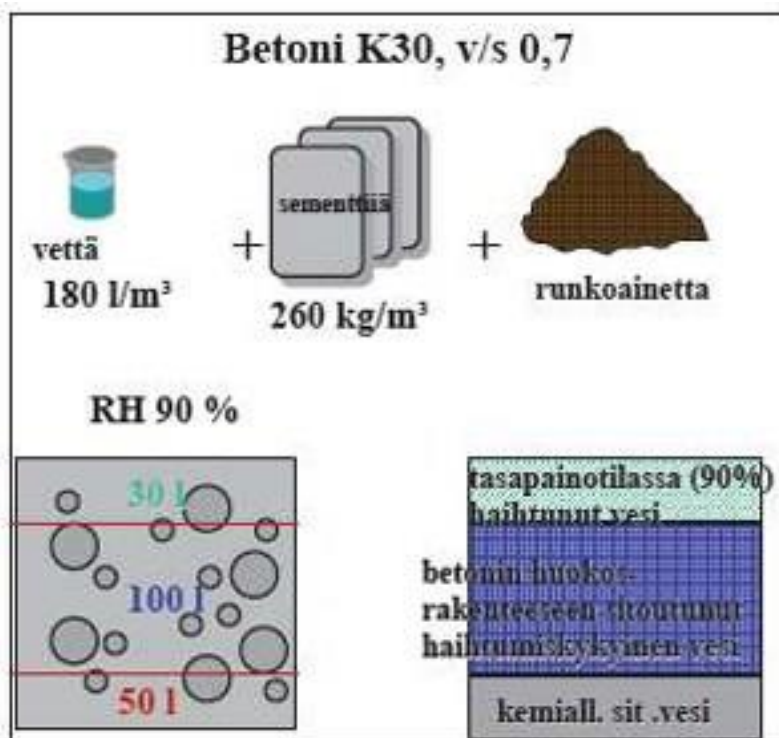 Betoni K30, v/s 0,7
vettä
180 l/m³
+
sementtiä
260 kg/m³
+
runkoainetta
RH 90 %
30 l
100 l
50 l
tasapainotilassa (90%)
haihtunut vesi
betonin huokos-
rakenteeseen sitoutunut
haihtumiskykyinen vesi
kemiall. sit .vesi